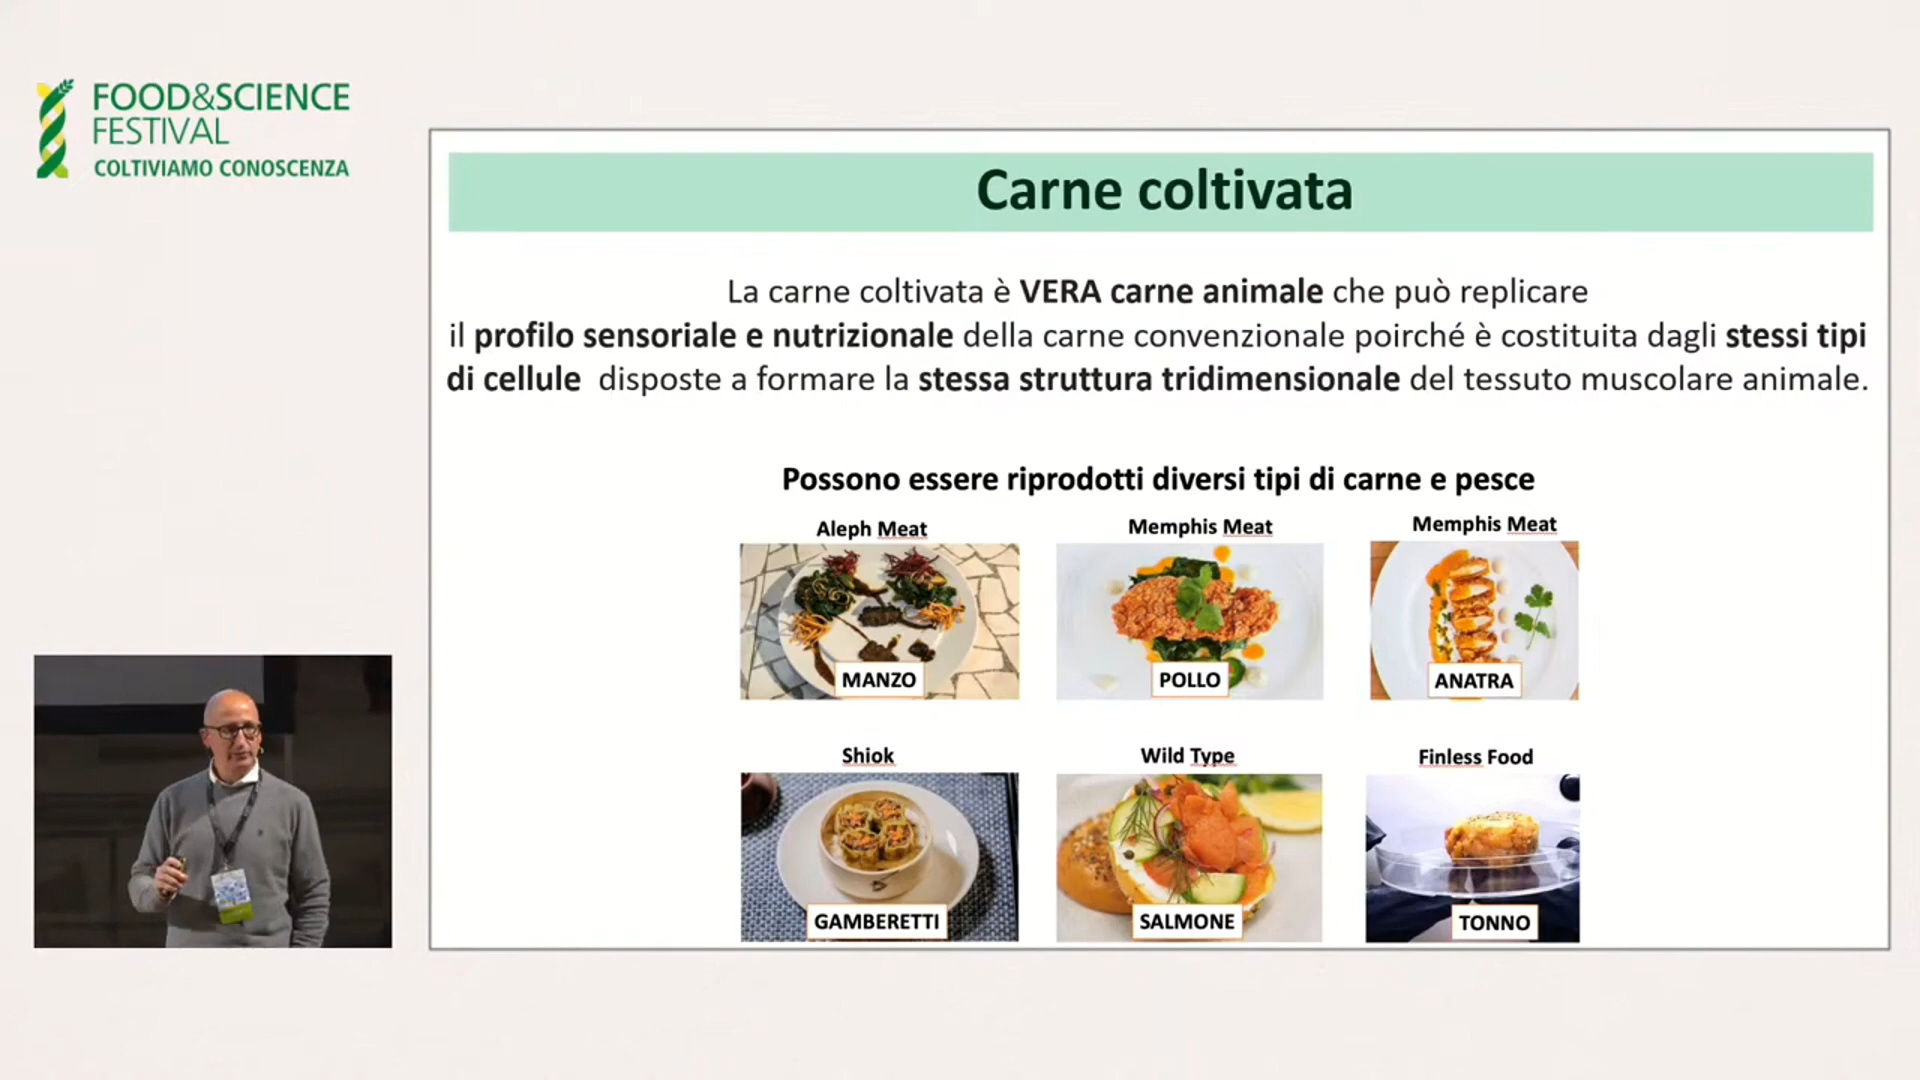 FOOD&SCIENCE
FESTIVAL
COLTIVIAMO CONOSCENZA
Carne coltivata
La carne coltivata è VERA carne animale che può replicare
il profilo sensoriale e nutrizionale della carne convenzionale poirché è costituita dagli stessi tipi
di cellule disposte a formare la stessa struttura tridimensionale del tessuto muscolare animale.
Possono essere riprodotti diversi tipi di carne e pesce
Aleph Meat
Memphis Meat
Memphis Meat
MANZO
POLLO
ANATRA
Shiok
Wild Type
Finless Food
GAMBERETTI
SALMONE
TONNO